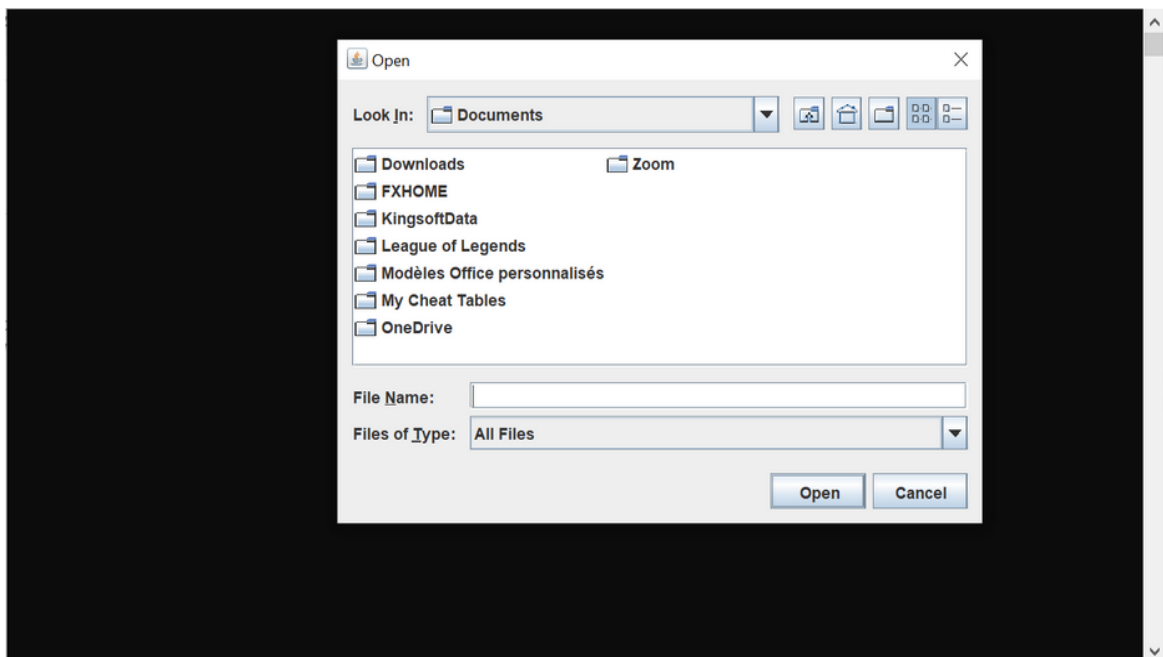 Open
Look In: Documents
Downloads Zoom
FXHOME
KingsoftData
League of Legends
Modèles Office personnalisés
My Cheat Tables
OneDrive
File Name:
Files of Type: All Files
Open Cancel